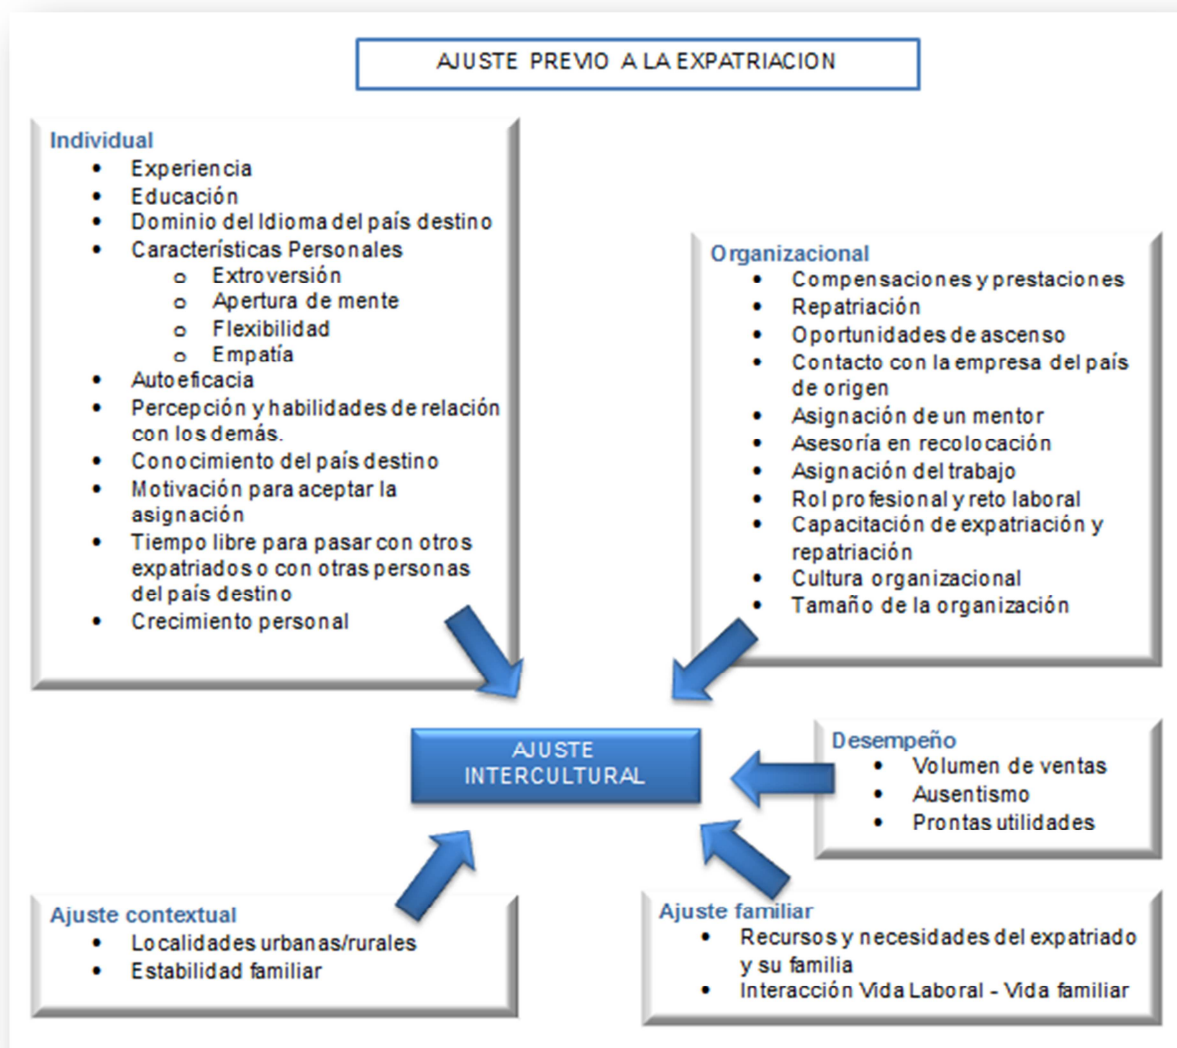 AJUSTE PREVIO A LA EXPATRIACION
Individual
• Experiencia
• Educación
• Dominio del Idioma del país destino
• Características Personales
o Extroversión
o Apertura de mente
o Flexibilidad
o Empatía
• Autoeficacia
• Percepción y habilidades de relación
con los demás.
• Conocimiento del país destino
• Motivación para aceptar la
asignación
• Tiempo libre para pasar con otros
expatriados o con otras personas
del país destino
• Crecimiento personal
Organizacional
• Compensaciones y prestaciones
• Repatriación
• Oportunidades de ascenso
• Contacto con la empresa del país
de origen
• Asignación de un mentor
• Asesoría en recolocación
• Asignación del trabajo
• Rol profesional y reto laboral
• Capacitación de expatriación y
repatriación
• Cultura organizacional
• Tamaño de la organización
AJUSTE
INTERCULTURAL
Desempeño
• Volumen de ventas
• Ausentismo
• Prontas utilidades
Ajuste contextual
• Localidades urbanas/rurales
• Estabilidad familiar
Ajuste familiar
• Recursos y necesidades del expatriado
y su familia
• Interacción Vida Laboral - Vida familiar